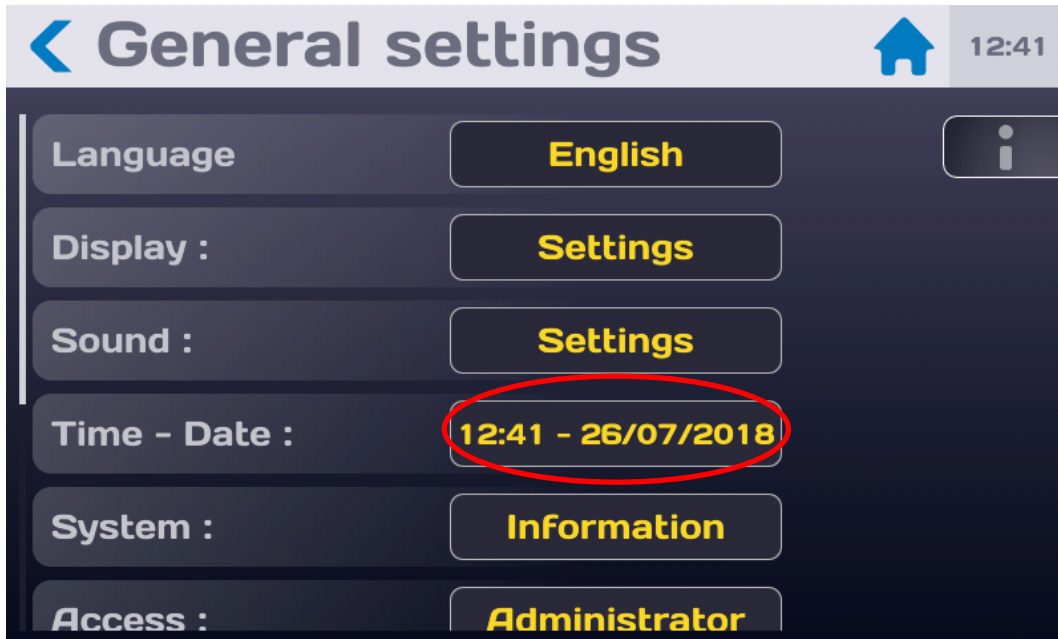 General settings
12:41
Language English
Display : Settings
Sound : Settings
Time - Date : 12:41 - 26/07/2018
System : Information
Access : Administrator